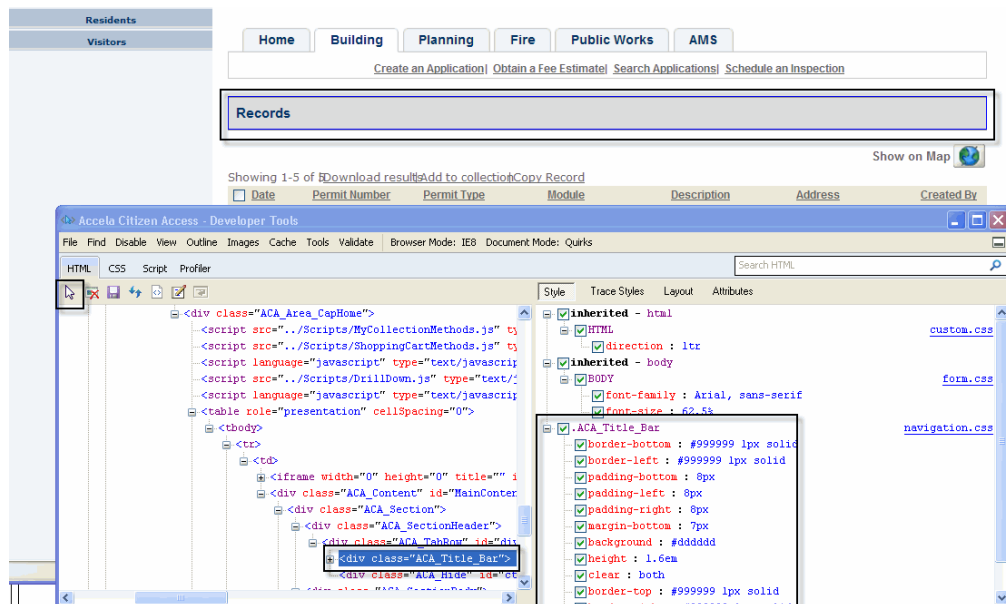 Residents
Visitors
Home Building Planning Fire Public Works AMS
Create an Application| Obtain a Fee Estimate| Search Applications| Schedule an Inspection
Records
Show on Map
Showing 1-5 of 5Download results|Add to collection|Copy Record
Date Permit Number Permit Type Module Description Address Created By
Accela Citizen Access - Developer Tools
File Find Disable View Outline Images Cache Tools Validate Browser Mode: IE8 Document Mode: Quirks
HTML CSS Script Profiler Search HTML
Style Trace Styles Layout Attributes
<div class="ACA_Area_CapHome">
<script src="../Scripts/MyCollectionMethods.js" ty
<script src="../Scripts/ShoppingCartMethods.js" ty
<script language="javascript" type="text/javascrip
<script src="../Scripts/DrillDown.js" type="text/j
<script language="javascript" type="text/javascrip
<table role="presentation" cellSpacing="0">
<tbody>
<tr>
<td>
<iframe width="0" height="0" title="" i
<div class="ACA_Content" id="MainConten
<div class="ACA_Section">
<div class="ACA_SectionHeader">
<div class="ACA_TabRow" id="div
<div class="ACA_Title_Bar">
<div class="ACA_Hide" id="ct
<div class="ACA_SectionBody">
inherited - html
HTML custom.css
direction : ltr
inherited - body
BODY form.css
font-family : Arial, sans-serif
font-size : 62.5%
.ACA_Title_Bar navigation.css
border-bottom : #999999 1px solid
border-left : #999999 1px solid
padding-bottom : 8px
padding-left : 8px
padding-right : 8px
margin-bottom : 7px
background : #dddddd
height : 1.6em
clear : both
border-top : #999999 1px solid